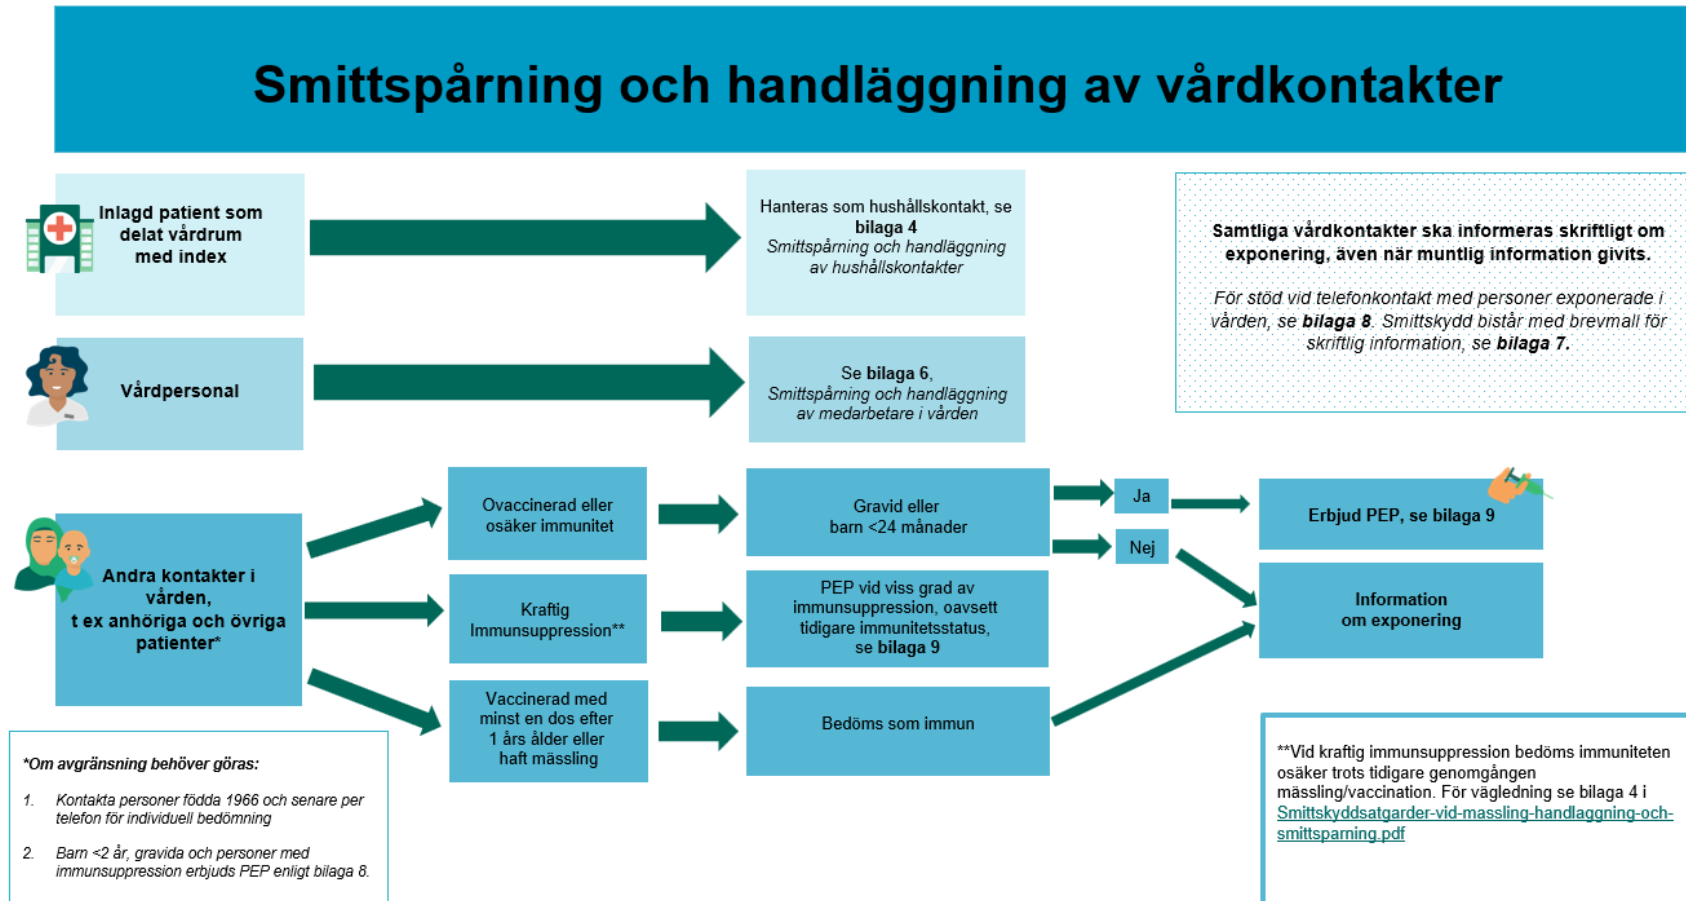 Smittspårning och handläggning av vårdkontakter
Inlagd patient som
delat vårdrum
med index
Hanteras som hushållskontakt, se
bilaga 4
Smittspårning och handläggning
av hushållskontakter
Samtliga vårdkontakter ska informeras skriftligt om
exponering, även när muntlig information givits.
För stöd vid telefonkontakt med personer exponerade i
vården, se bilaga 8. Smittskydd bistår med brevmall för
skriftlig information, se bilaga 7.
Vårdpersonal
Se bilaga 6,
Smittspårning och handläggning
av medarbetare i vården
Andra kontakter i
vården,
t ex anhöriga och övriga
patienter*
Ovaccinerad eller
osäker immunitet
Gravid eller
barn <24 månader
Ja
Nej
Erbjud PEP, se bilaga 9
Kraftig
Immunsuppression**
PEP vid viss grad av
immunsuppression, oavsett
tidigare immunitetsstatus,
se bilaga 9
Information
om exponering
Vaccinerad med
minst en dos efter
1 års ålder eller
haft mässling
Bedöms som immun
*Om avgränsning behöver göras:
1. Kontakta personer födda 1966 och senare per
telefon för individuell bedömning
2. Barn <2 år, gravida och personer med
immunsuppression erbjuds PEP enligt bilaga 8.
**Vid kraftig immunsuppression bedöms immuniteten
osäker trots tidigare genomgången
mässling/vaccination. För vägledning se bilaga 4 i
Smittskyddsatgarder-vid-massling-handlaggning-och-
smittsparning.pdf